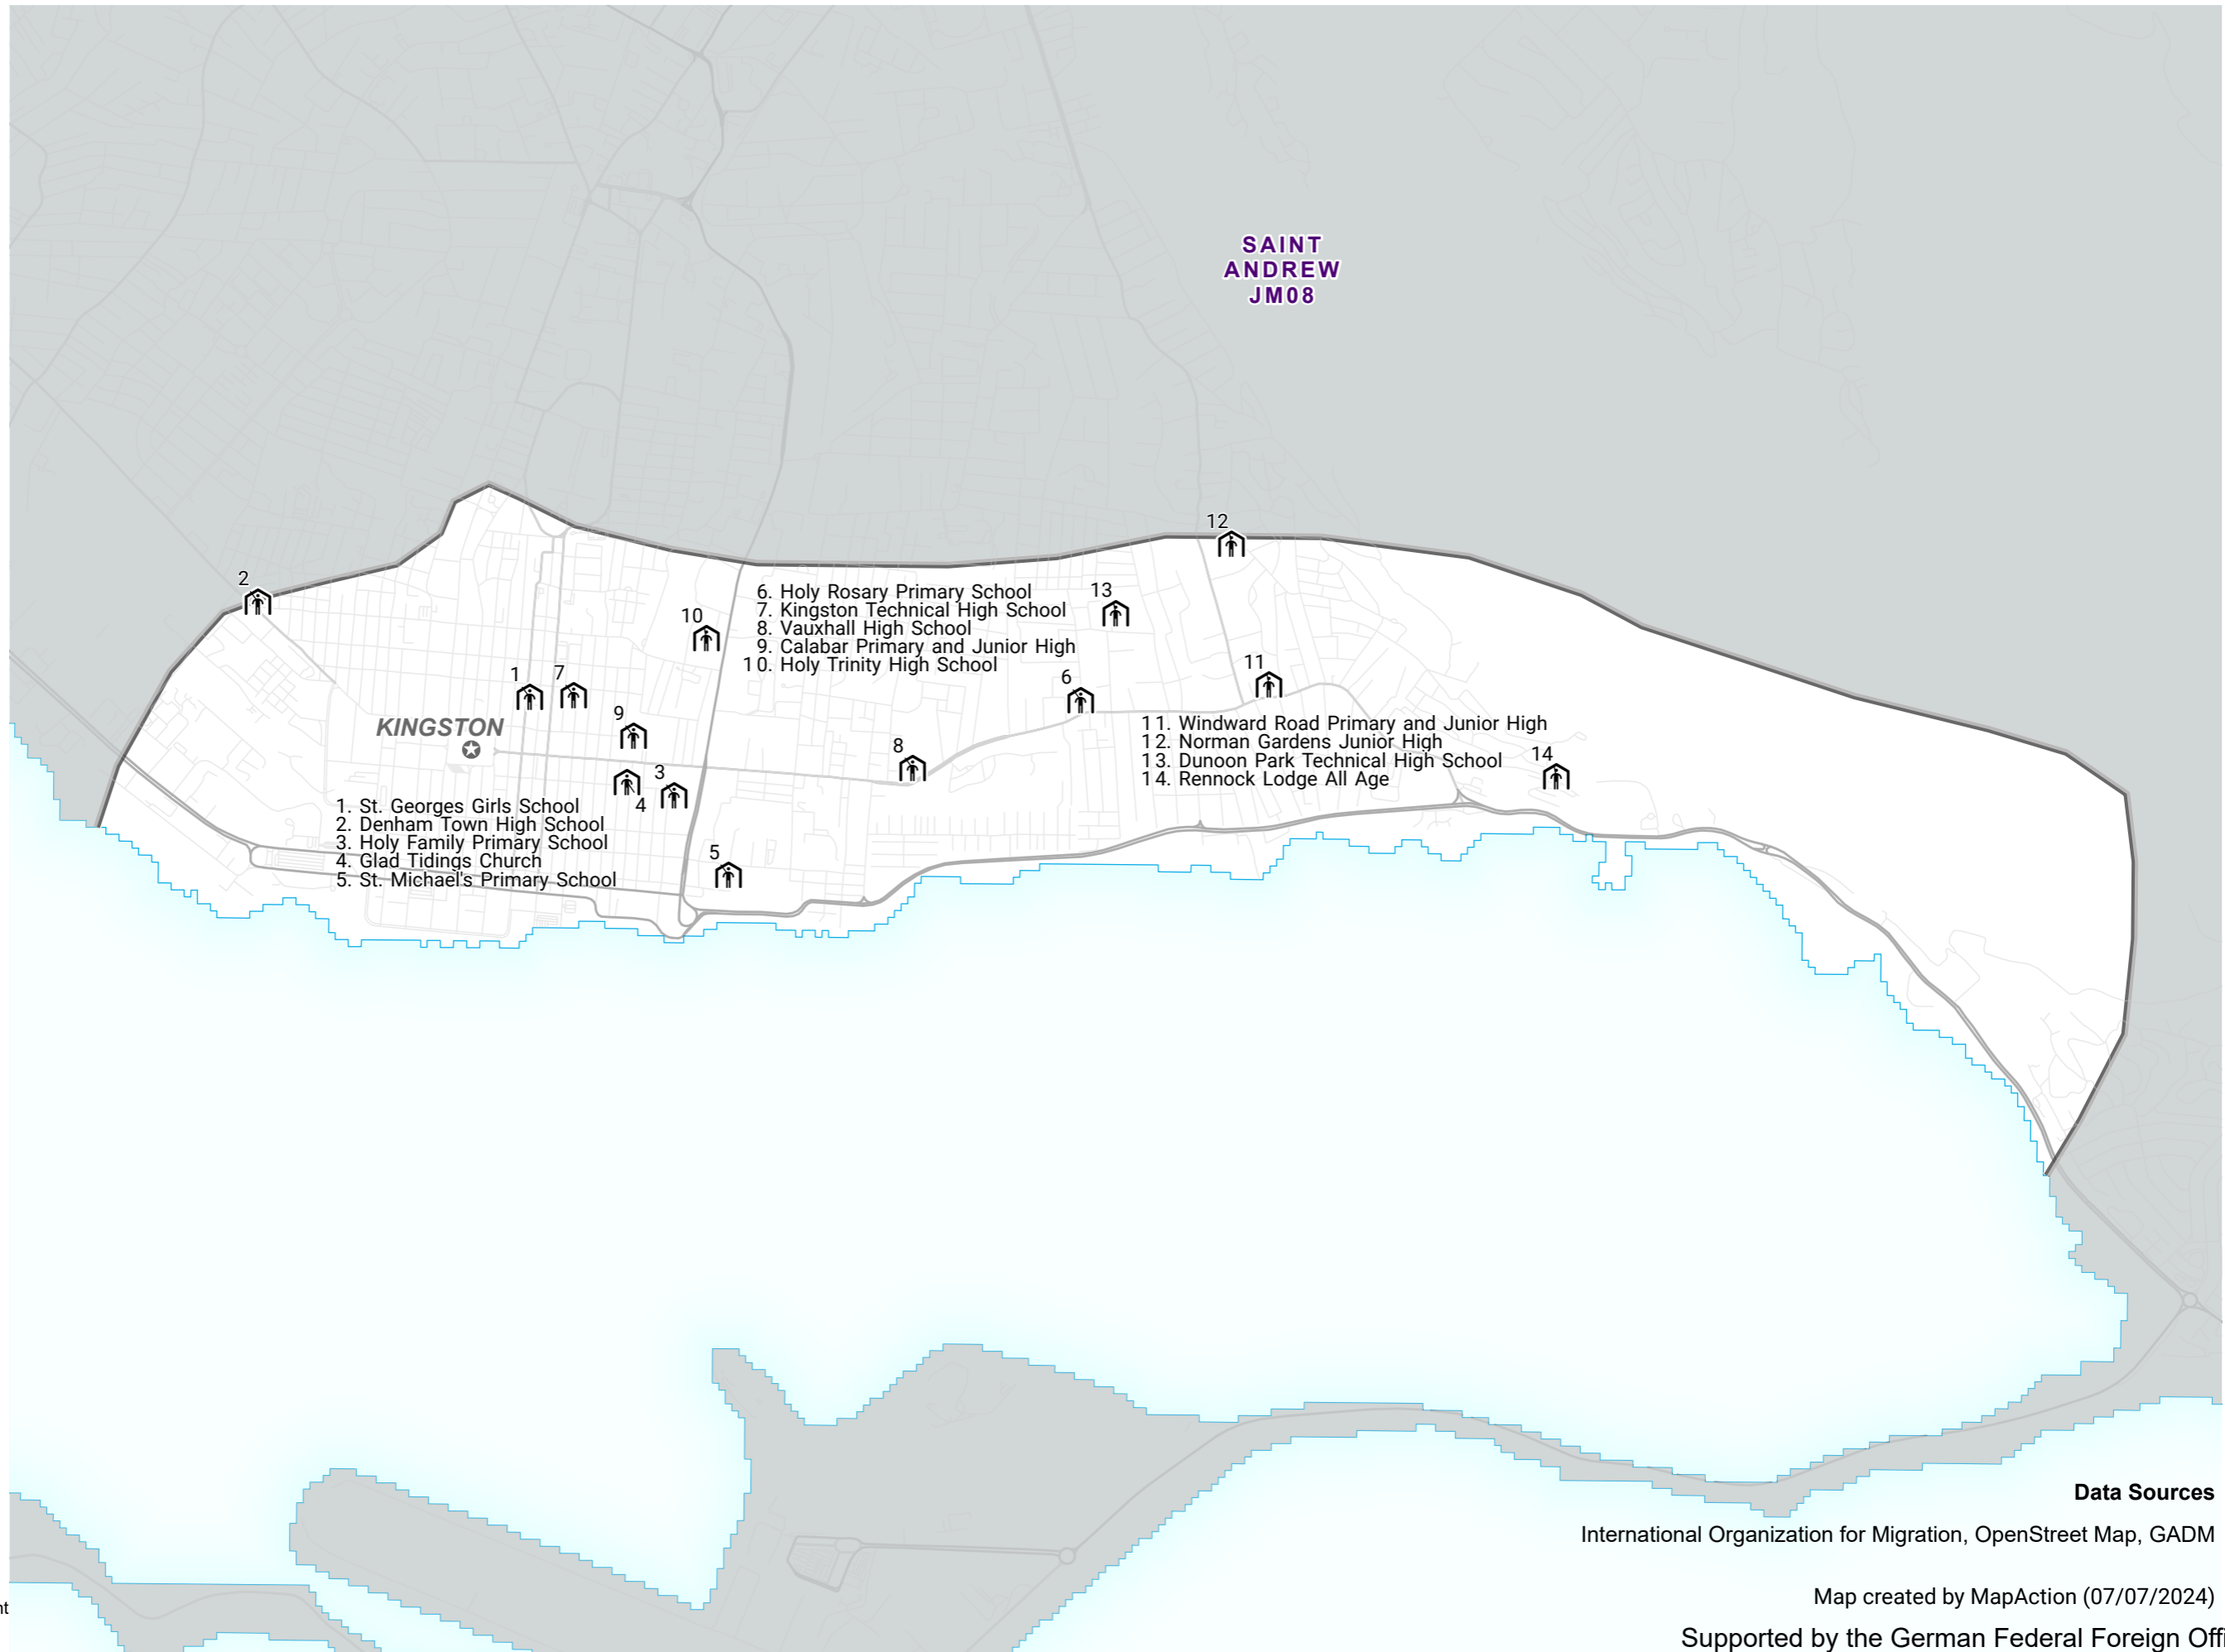 SAINT
ANDREW
JM08
12
2
13
10
6. Holy Rosary Primary School
7. Kingston Technical High School
8. Vauxhall High School
9. Calabar Primary and Junior High
10. Holy Trinity High School
1
7
6
11
KINGSTON
9
8
3
4
14
11. Windward Road Primary and Junior High
12. Norman Gardens Junior High
13. Dunoon Park Technical High School
14. Rennock Lodge All Age
1. St. Georges Girls School
2. Denham Town High School
3. Holy Family Primary School
4. Glad Tidings Church
5. St. Michael's Primary School
5
Data Sources
International Organization for Migration, OpenStreet Map, GADM
Map created by MapAction (07/07/2024)
Supported by the German Federal Foreign